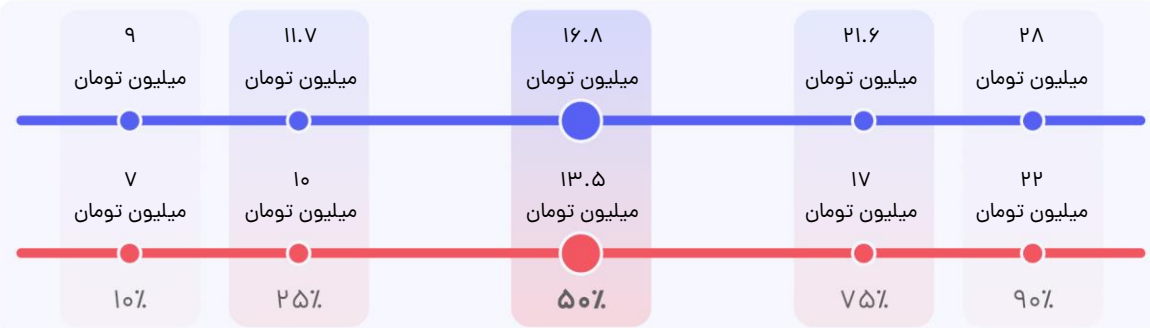 ۹ ۱۱.۷ ۱۶.۸ ۲۱.۶ ۲۸
میلیون تومان میلیون تومان میلیون تومان میلیون تومان میلیون تومان
۷ ۱۰ ۱۳.۵ ۱۷ ۲۲
میلیون تومان میلیون تومان میلیون تومان میلیون تومان میلیون تومان
۱۰٪ ۲۵٪ ۵۰٪ ۷۵٪ ۹۰٪